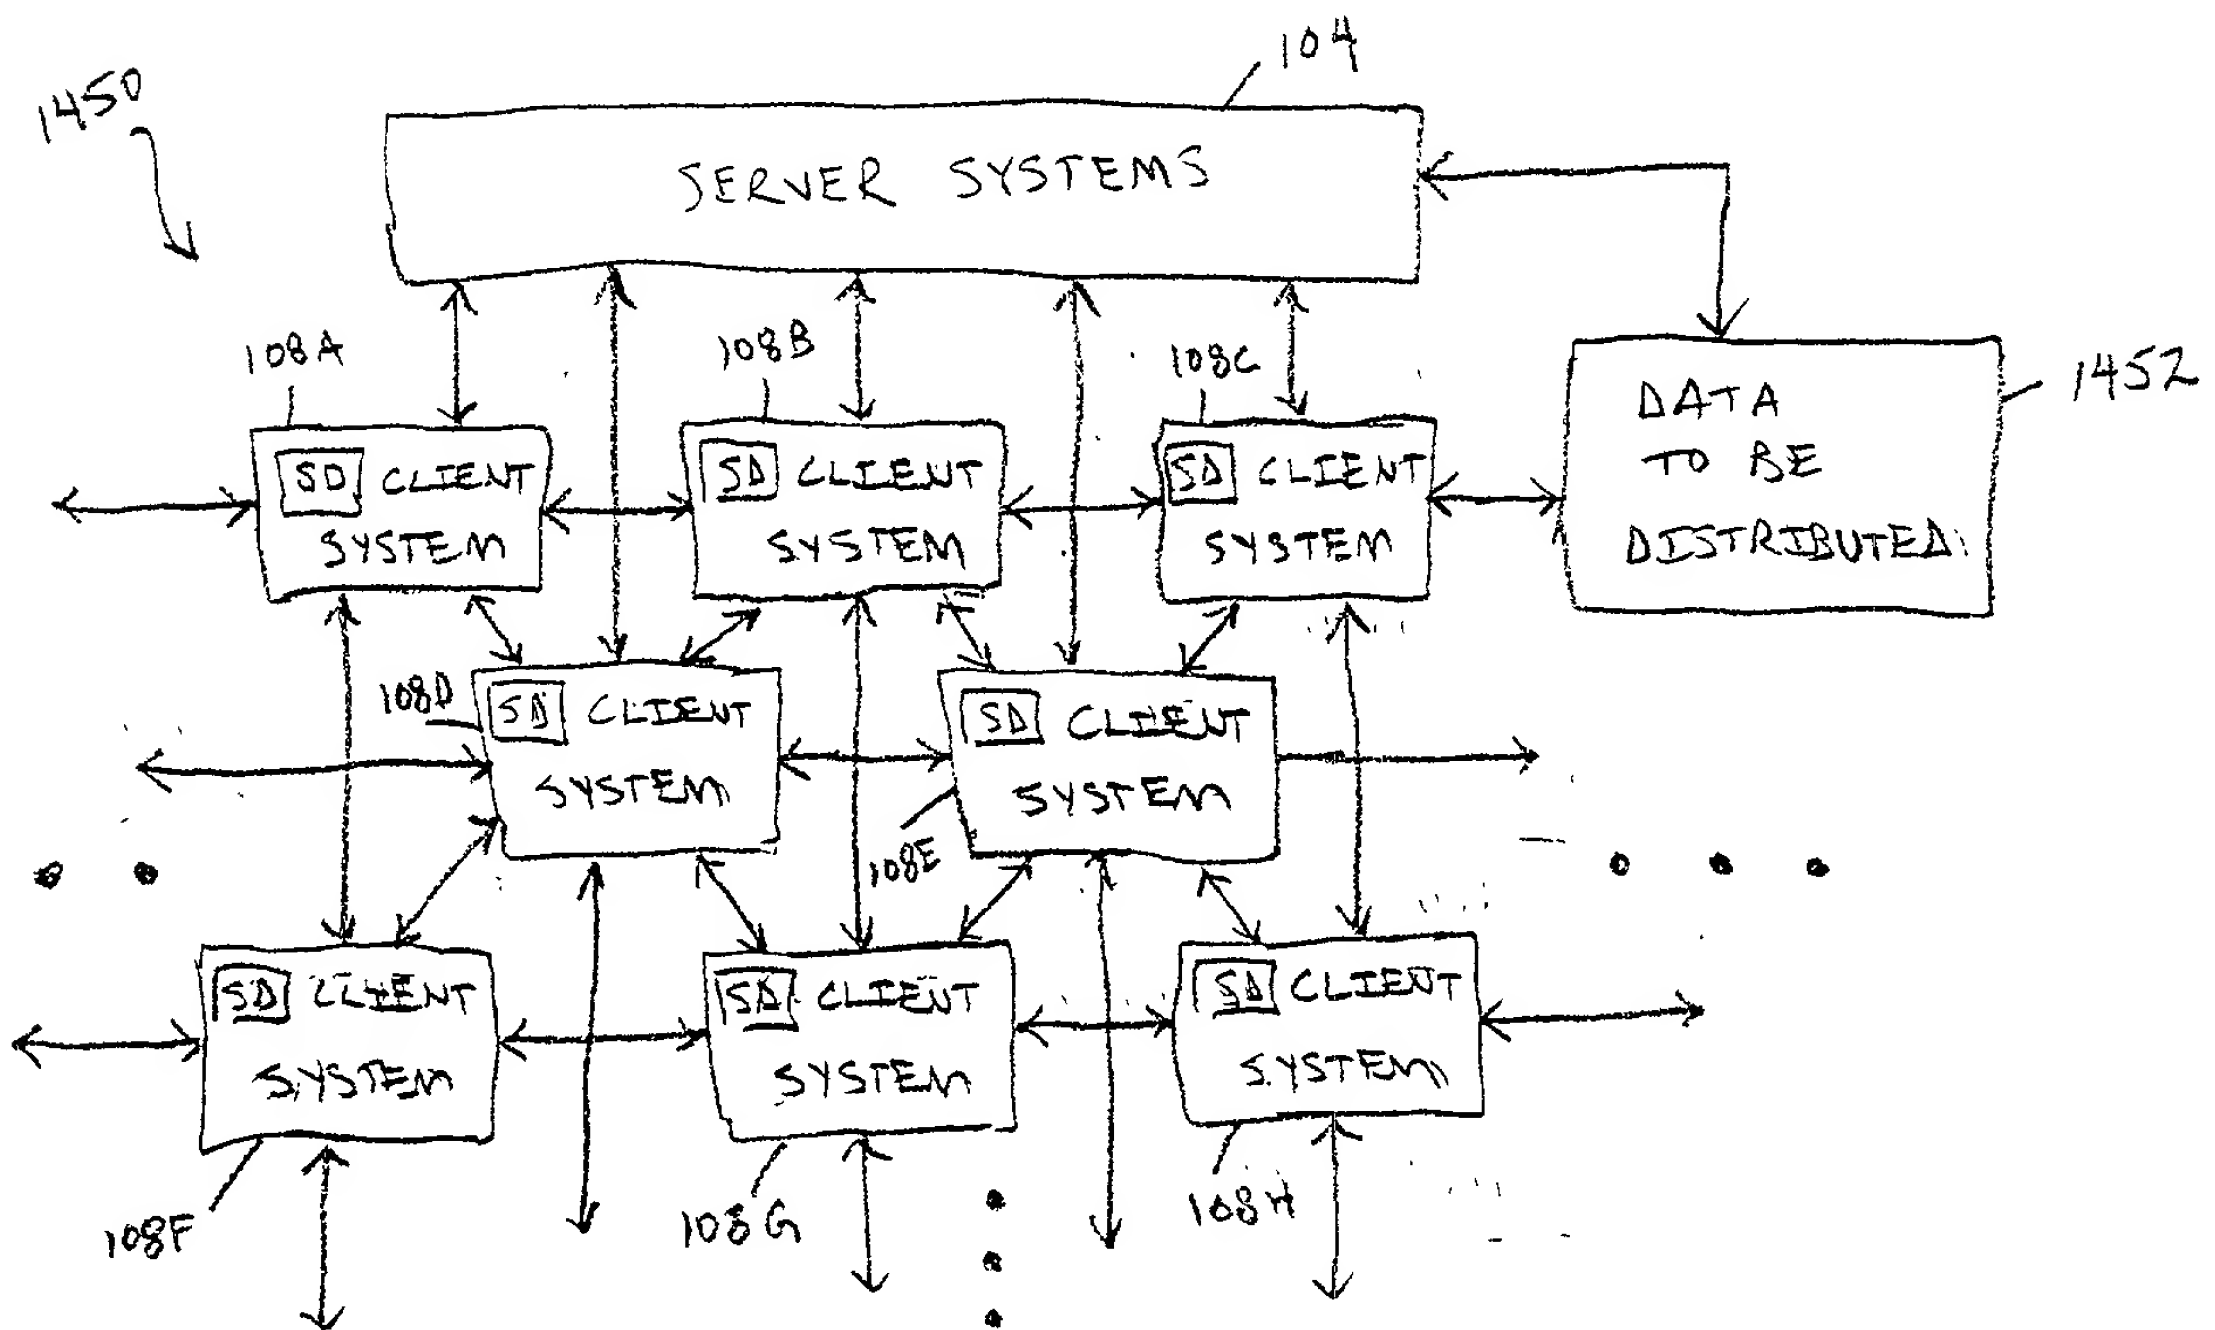 104
1450
SERVER SYSTEMS
108A
108B
108C
1452
DATA
TO BE
DISTRIBUTED
SD CLIENT
SYSTEM
SD CLIENT
SYSTEM
SD CLIENT
SYSTEM
108D
SD CLIENT
SYSTEM
108E
SD CLIENT
SYSTEM
SD CLIENT
SYSTEM
SD CLIENT
SYSTEM
SD CLIENT
SYSTEM
108F
108G
108H